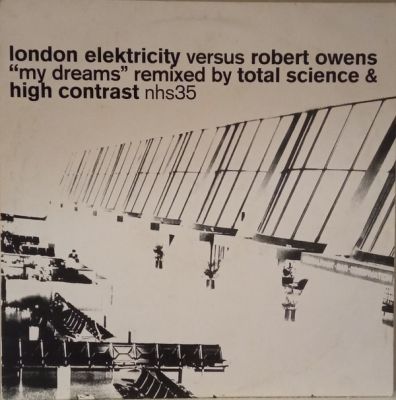 london elektricity versus robert owens
“my dreams” remixed by total science &
high contrast nhs35